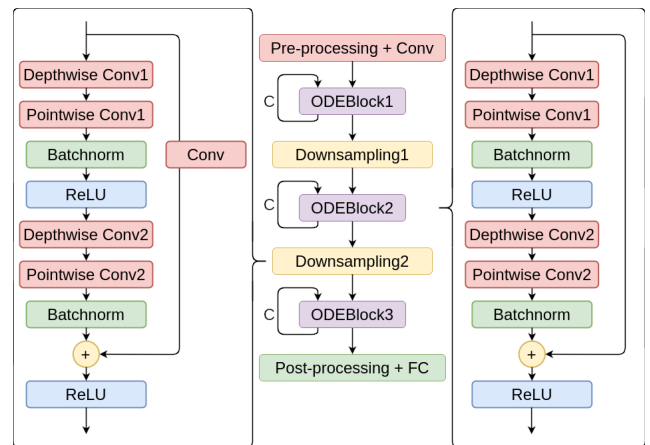 Depthwise Conv1
Pointwise Conv1
Batchnorm
Conv
ReLU
Depthwise Conv2
Pointwise Conv2
Batchnorm
+
ReLU
Pre-processing + Conv
C
ODEBlock1
Downsampling1
C
ODEBlock2
Downsampling2
C
ODEBlock3
Post-processing + FC
Depthwise Conv1
Pointwise Conv1
Batchnorm
ReLU
Depthwise Conv2
Pointwise Conv2
Batchnorm
+
ReLU